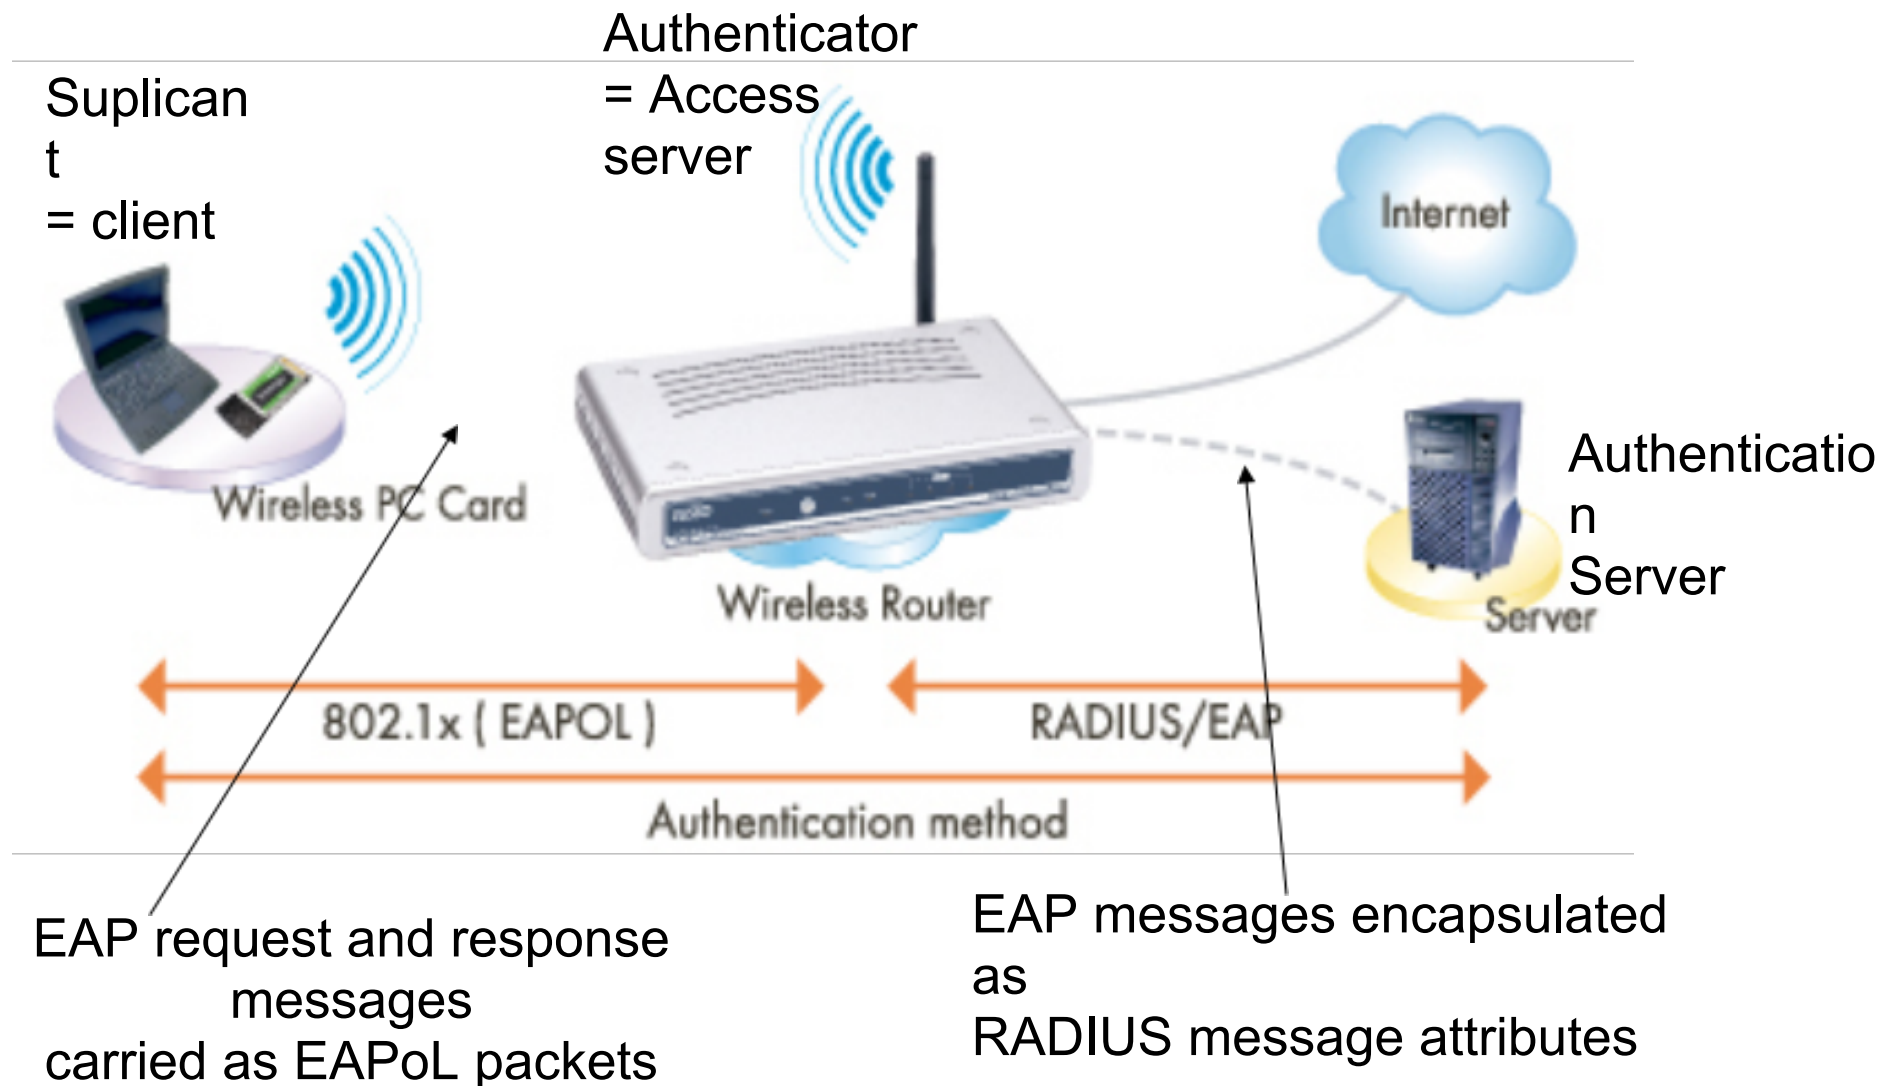 Authenticator
= Access
server
Suplican
t
= client
Internet
Authenticatio
n
Server
Wireless PC Card
Wireless Router
Server
802.1x ( EAPOL )
RADIUS/EAP
Authentication method
EAP request and response
messages
carried as EAPoL packets
EAP messages encapsulated
as
RADIUS message attributes